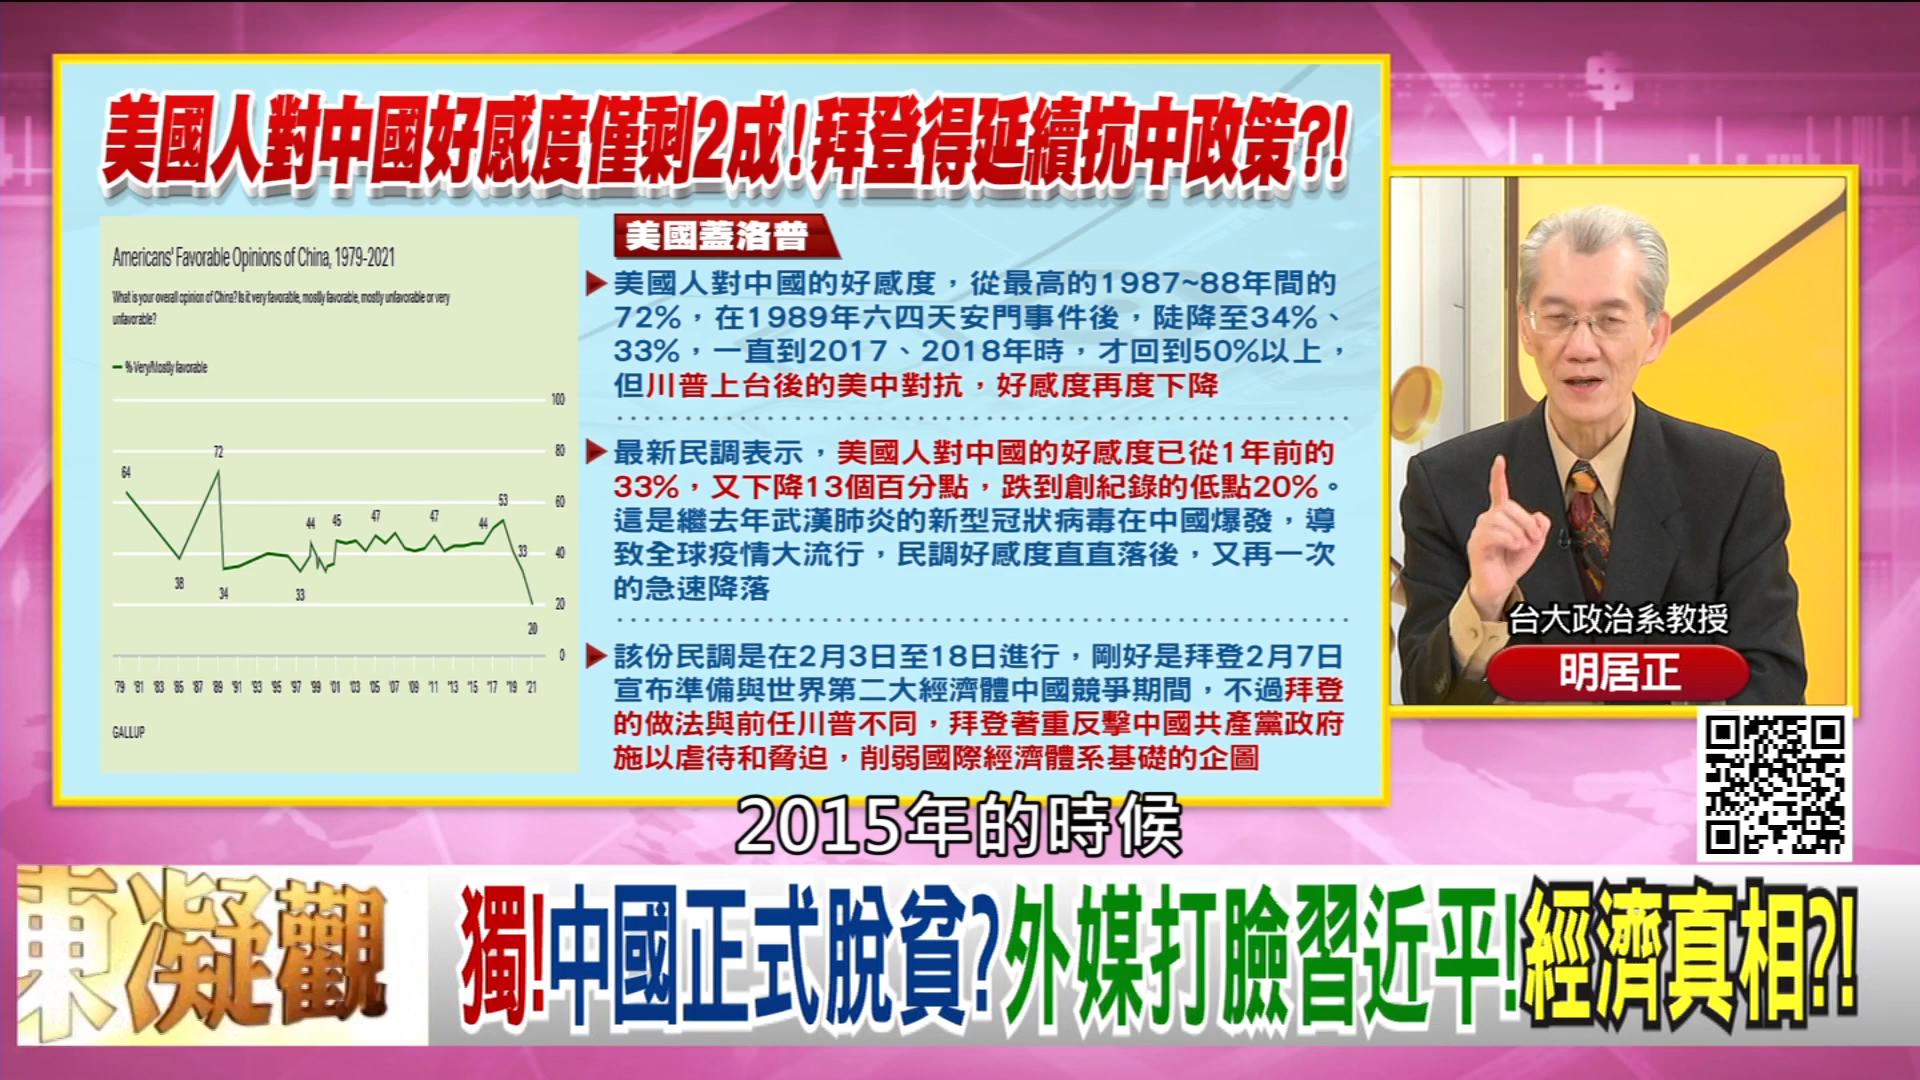 美國人對中國好感度僅剩2成!拜登得延續抗中政策?!
Americans' Favorable Opinions of China, 1979-2021
What is your overall opinion of China? Is it very favorable, mostly favorable, mostly unfavorable or very
unfavorable?
% Very/Mostly favorable
100
80
60
40
20
0
64
38
72
34
33
44
45
47
47
44
53
33
20
'79 '81 '83 '85 '87 '89 '91 '93 '95 '97 '99 '01 '03 '05 '07 '09 '11 '13 '15 '17 '19 '21
GALLUP
美國蓋洛普
美國人對中國的好感度，從最高的1987~88年間的
72%，在1989年六四天安門事件後，陡降至34%、
33%，一直到2017、2018年時，才回到50%以上，
但川普上台後的美中對抗，好感度再度下降
最新民調表示，美國人對中國的好感度已從1年前的
33%，又下降13個百分點，跌到創紀錄的低點20%。
這是繼去年武漢肺炎的新型冠狀病毒在中國爆發，導
致全球疫情大流行，民調好感度直直落後，又再一次
的急速降落
該份民調是在2月3日至18日進行，剛好是拜登2月7日
宣布準備與世界第二大經濟體中國競爭期間，不過拜登
的做法與前任川普不同，拜登著重反擊中國共產黨政府
施以虐待和脅迫，削弱國際經濟體系基礎的企圖
台大政治系教授
明居正
2015年的時候
東凝觀
獨!中國正式脫貧?外媒打臉習近平!經濟真相?!